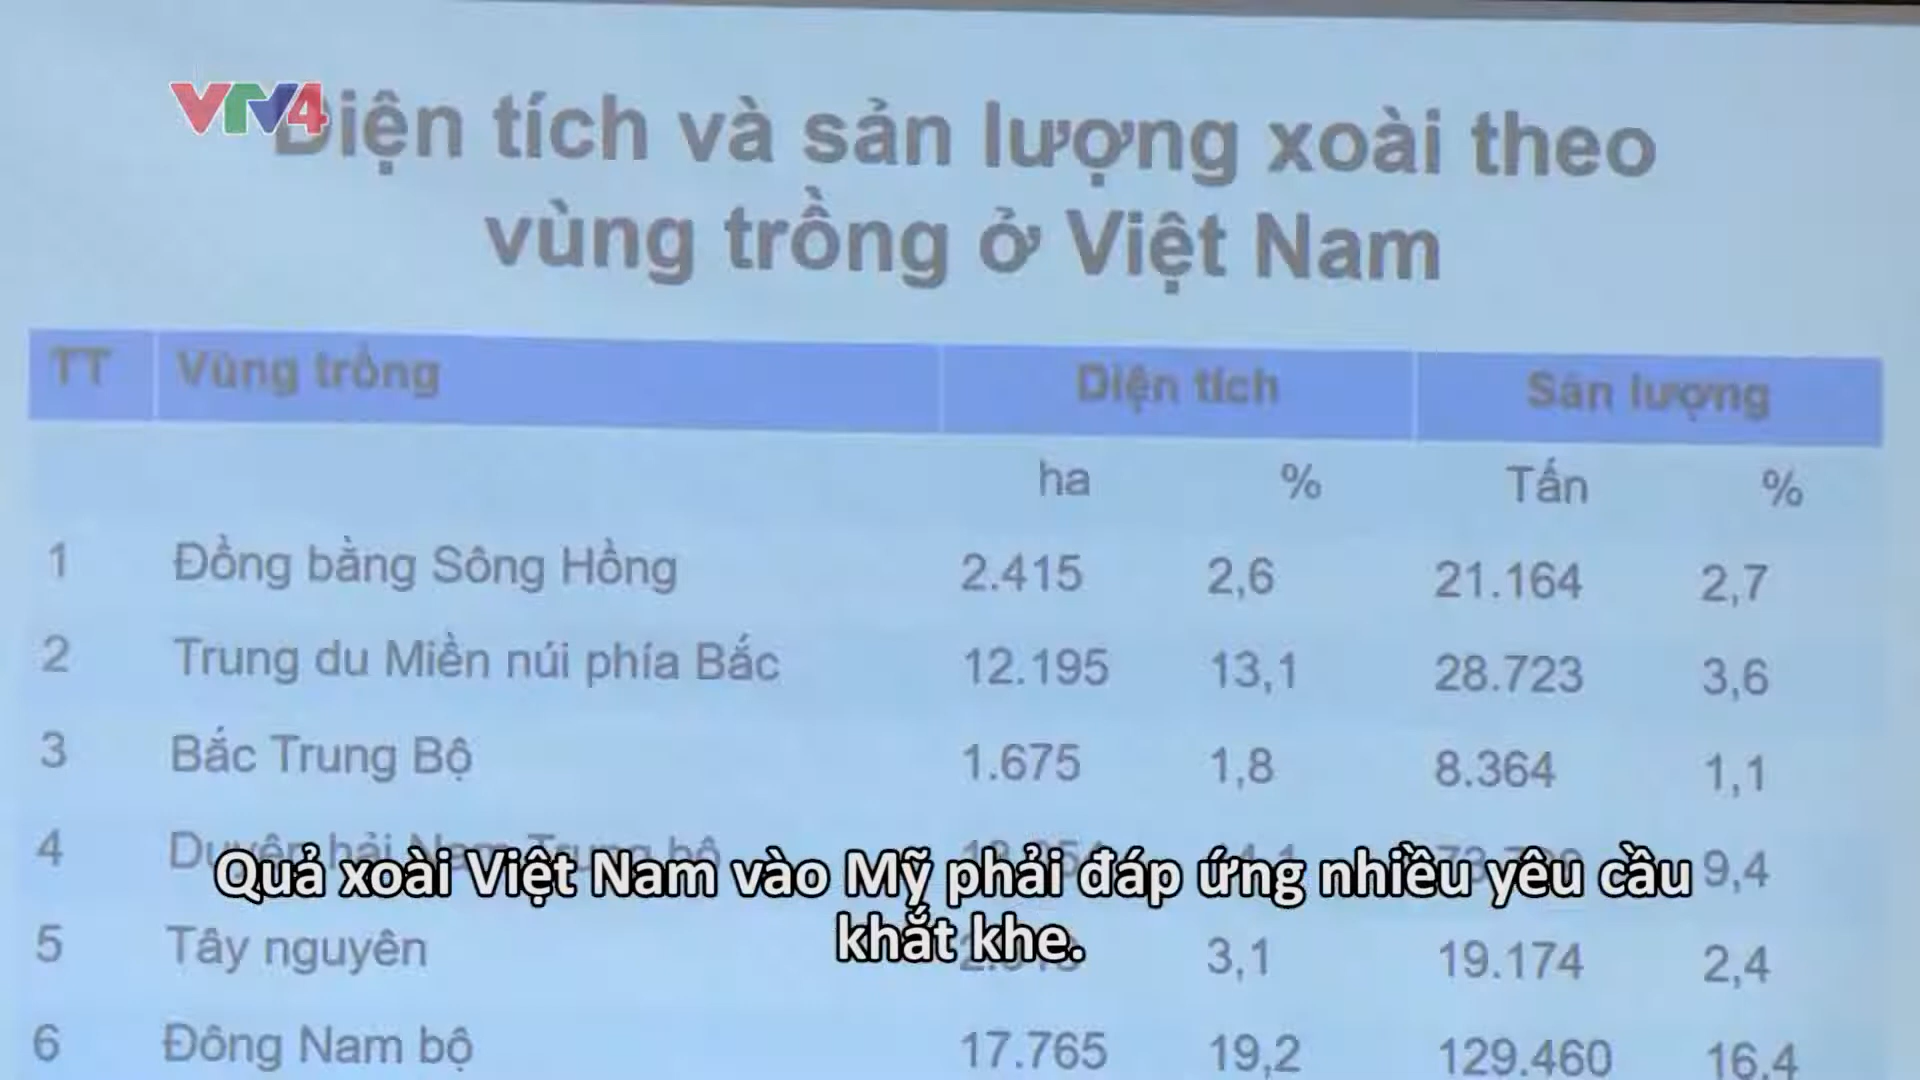 VTV4
Diện tích và sản lượng xoài theo
vùng trồng ở Việt Nam
TT Vùng trồng Diện tích Sản lượng
ha % Tấn %
1 Đồng bằng Sông Hồng 2.415 2,6 21.164 2,7
2 Trung du Miền núi phía Bắc 12.195 13,1 28.723 3,6
3 Bắc Trung Bộ 1.675 1,8 8.364 1,1
4 Duyên hải Nam Trung bộ 9,4
Quả xoài Việt Nam vào Mỹ phải đáp ứng nhiều yêu cầu
khắt khe.
5 Tây nguyên 3,1 19.174 2,4
6 Đông Nam bộ 17.765 19,2 129.460 16,4